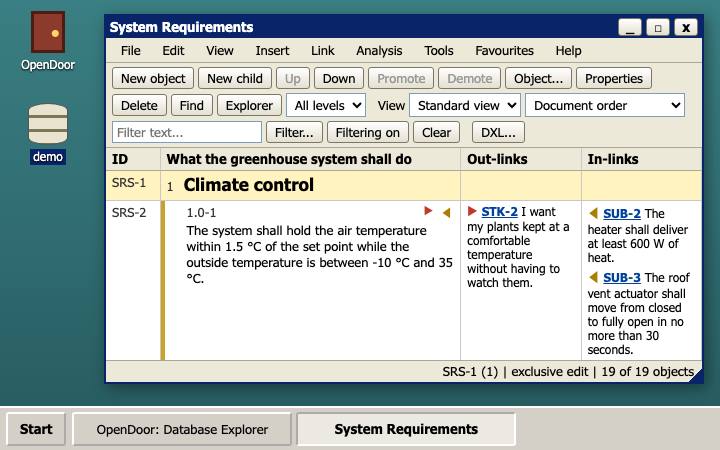 OpenDoor
demo
System Requirements
File Edit View Insert Link Analysis Tools Favourites Help
New object New child Up Down Promote Demote Object... Properties
Delete Find Explorer All levels View Standard view Document order
Filter text... Filter... Filtering on Clear DXL...
ID What the greenhouse system shall do Out-links In-links
SRS-1 1 Climate control
SRS-2 1.0-1
The system shall hold the air temperature
within 1.5 °C of the set point while the
outside temperature is between -10 °C and 35
°C.
STK-2 I want
my plants kept at a
comfortable
temperature
without having to
watch them.
SUB-2 The
heater shall deliver
at least 600 W of
heat.
SUB-3 The roof
vent actuator shall
move from closed
to fully open in no
more than 30
seconds.
SRS-1 (1) | exclusive edit | 19 of 19 objects
Start OpenDoor: Database Explorer System Requirements